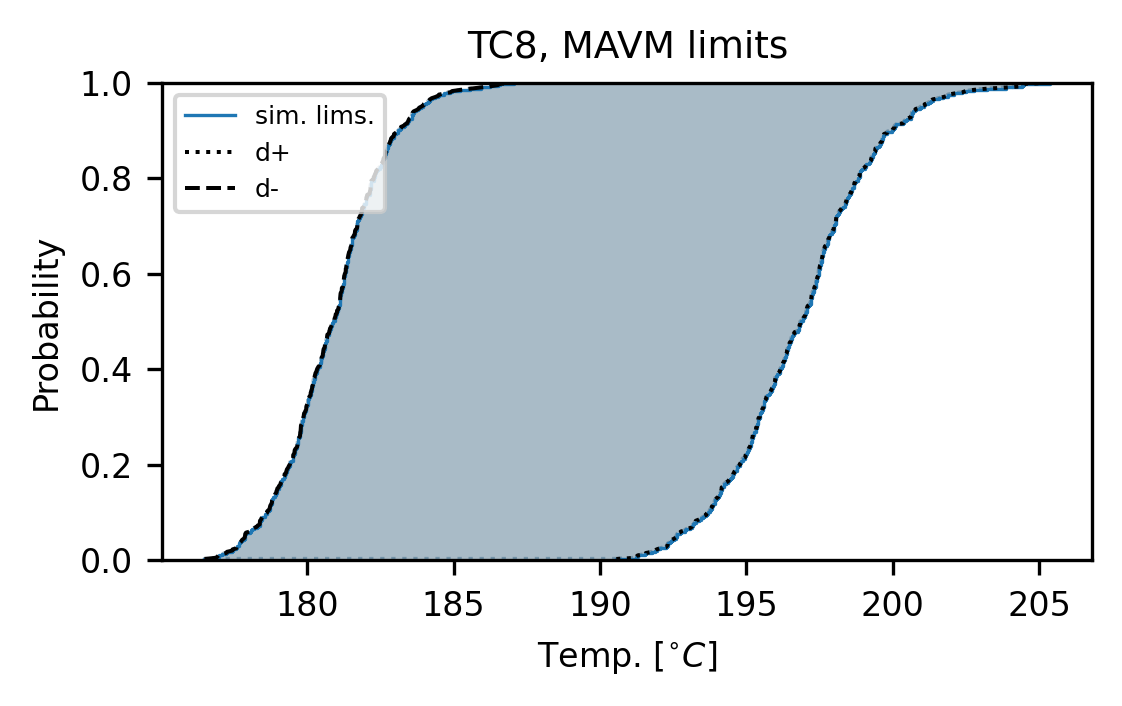 TC8, MAVM limits
1.0
0.8
0.6
0.4
0.2
0.0
Probability
sim. lims.
d+
d-
180 185 190 195 200 205
Temp. [°C]